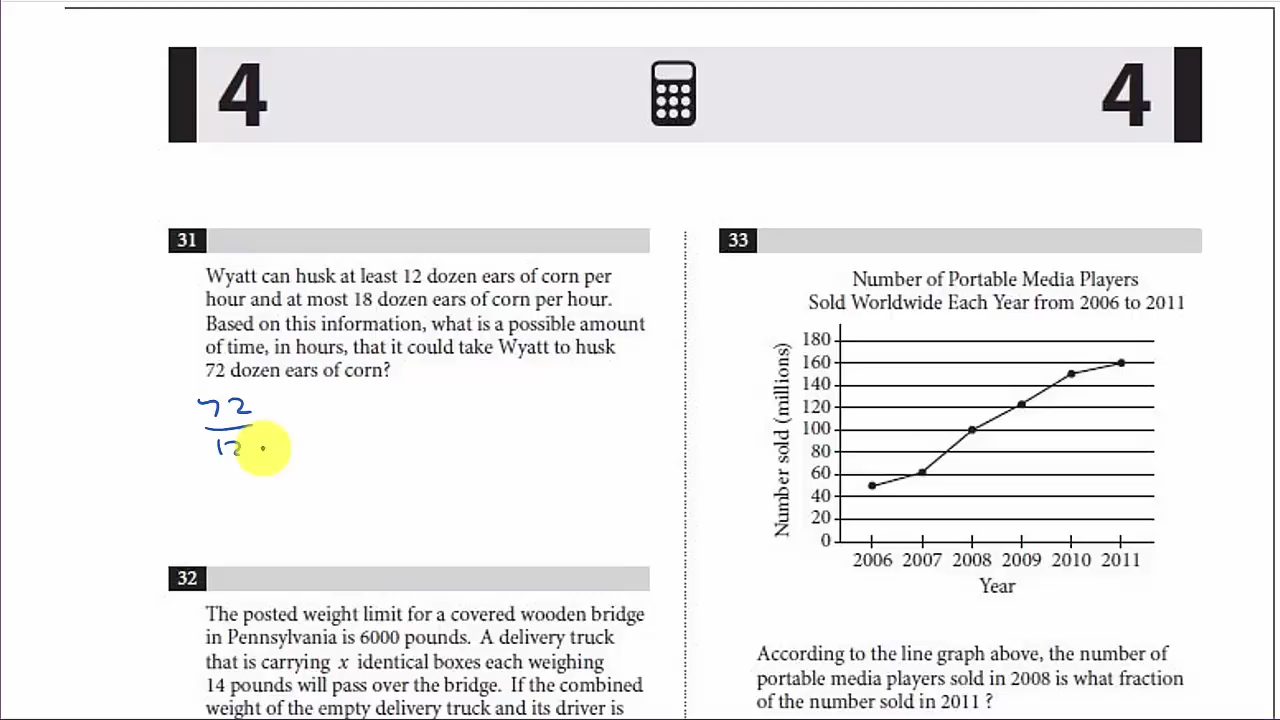 4
4
31
Wyatt can husk at least 12 dozen ears of corn per
hour and at most 18 dozen ears of corn per hour.
Based on this information, what is a possible amount
of time, in hours, that it could take Wyatt to husk
72 dozen ears of corn?
72
12
32
The posted weight limit for a covered wooden bridge
in Pennsylvania is 6000 pounds. A delivery truck
that is carrying x identical boxes each weighing
14 pounds will pass over the bridge. If the combined
weight of the empty delivery truck and its driver is
33
Number of Portable Media Players
Sold Worldwide Each Year from 2006 to 2011
Number sold (millions)
180
160
140
120
100
80
60
40
20
0
2006 2007 2008 2009 2010 2011
Year
According to the line graph above, the number of
portable media players sold in 2008 is what fraction
of the number sold in 2011 ?